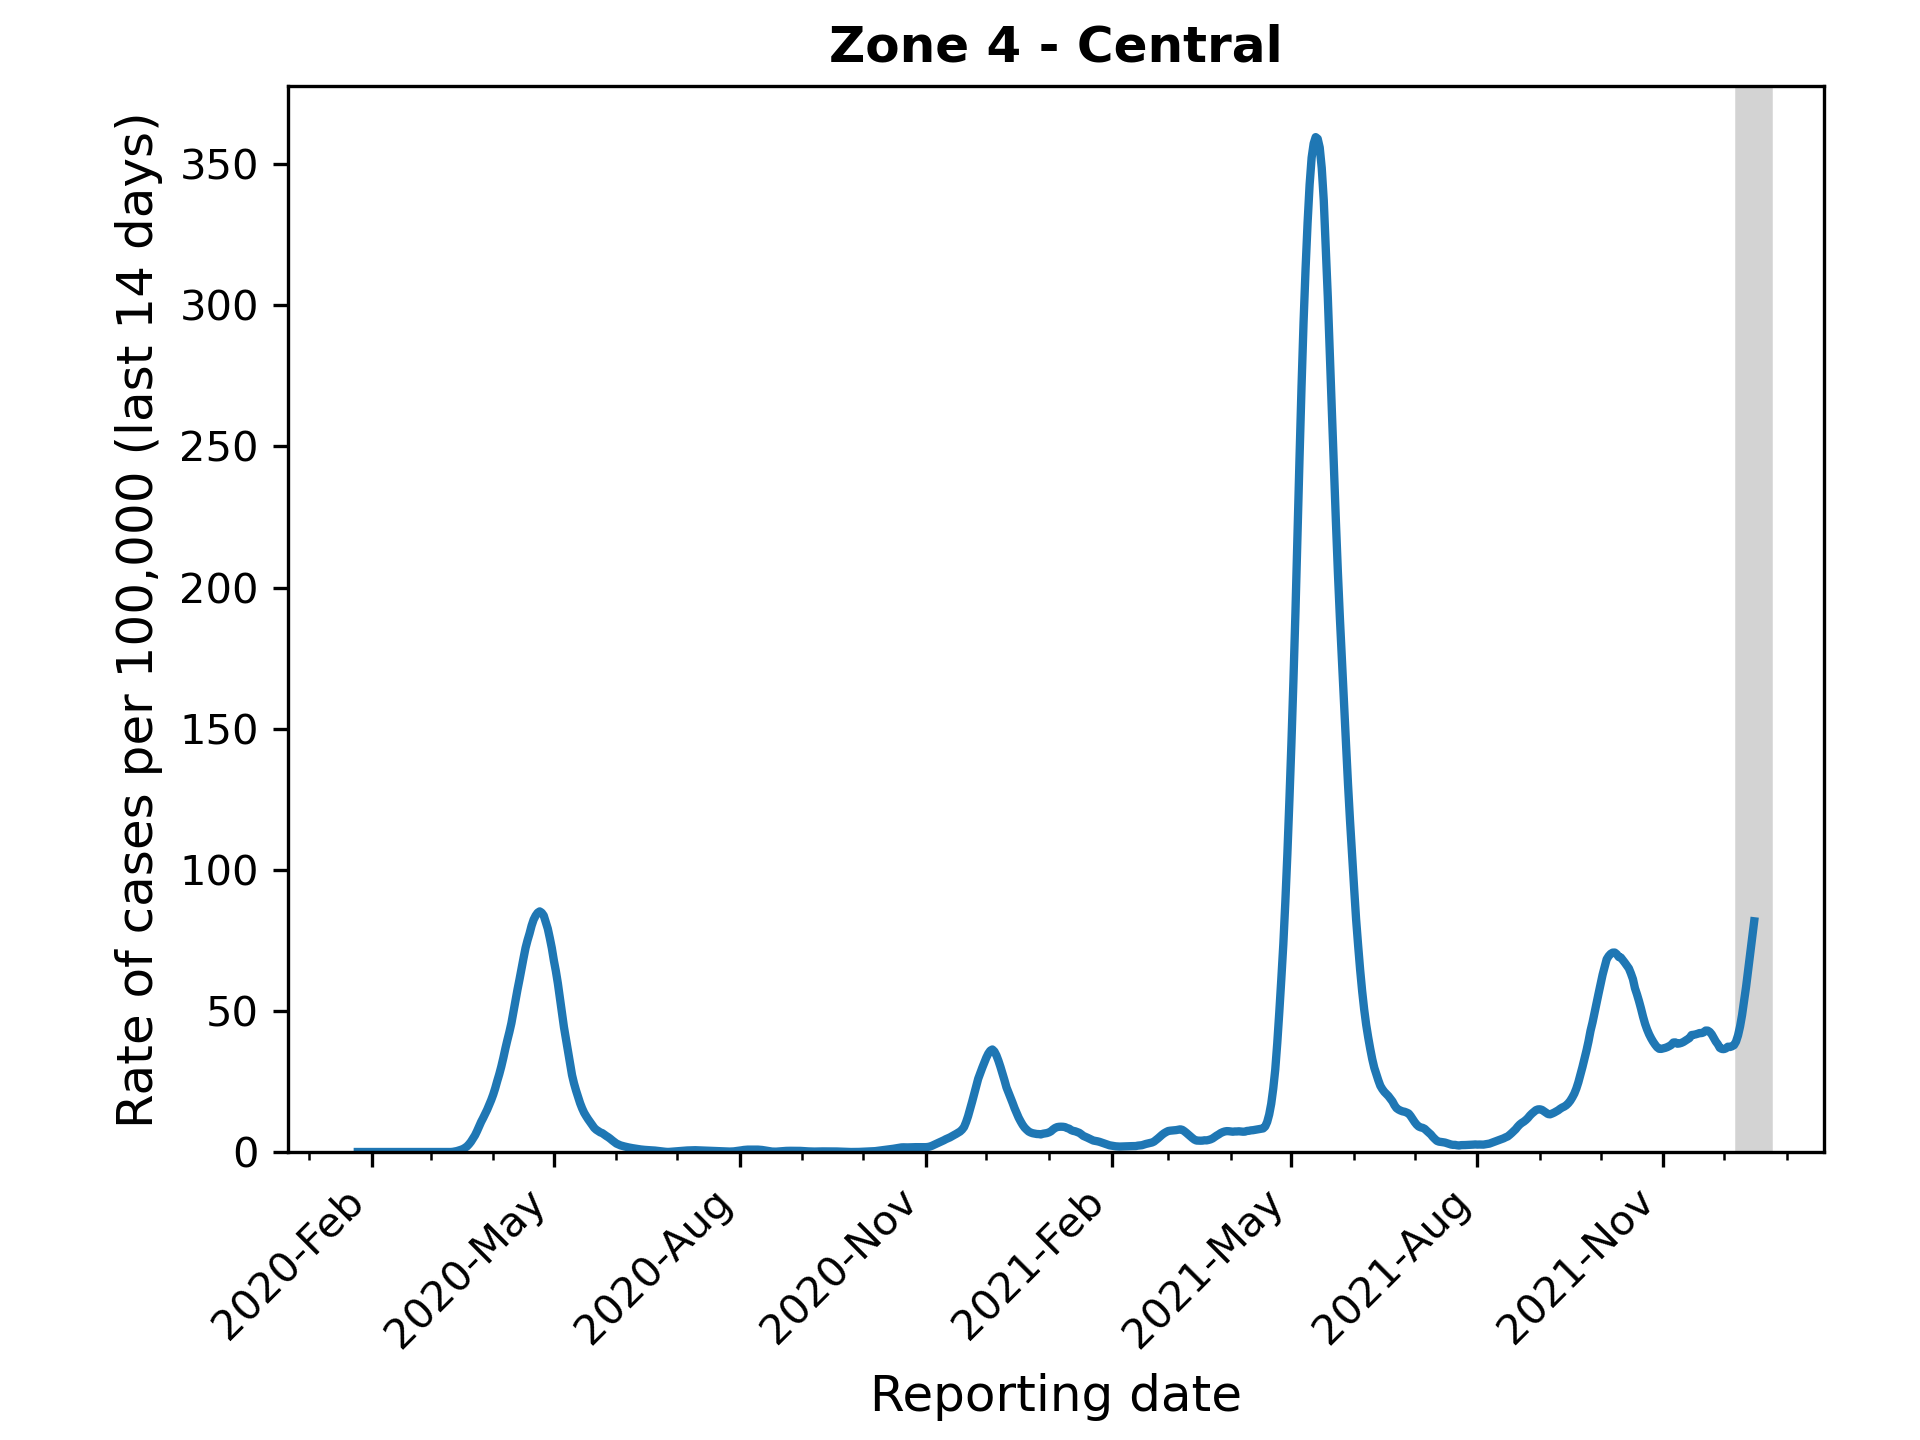 Zone 4 - Central
Rate of cases per 100,000 (last 14 days)
350
300
250
200
150
100
50
0
2020-Feb
2020-May
2020-Aug
2020-Nov
2021-Feb
2021-May
2021-Aug
2021-Nov
Reporting date